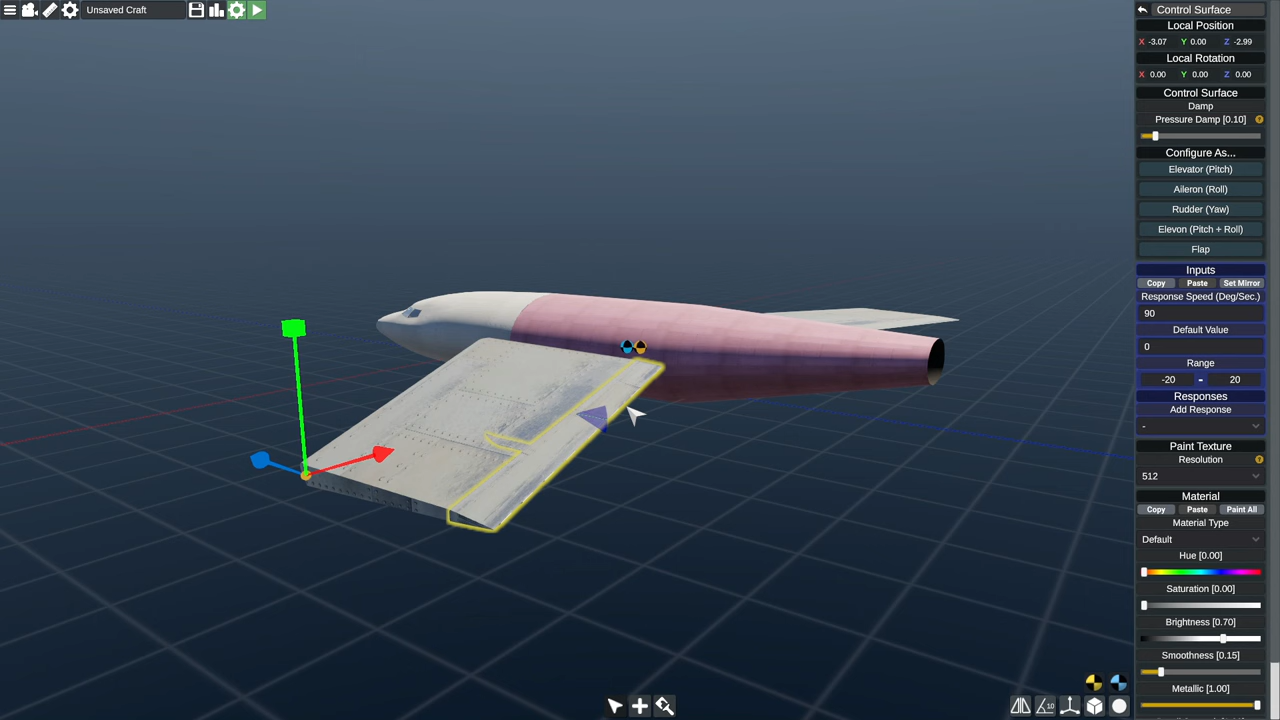 Unsaved Craft
Control Surface
Local Position
X -3.07 Y 0.00 Z -2.99
Local Rotation
X 0.00 Y 0.00 Z 0.00
Control Surface
Damp
Pressure Damp [0.10]
Configure As...
Elevator (Pitch)
Aileron (Roll)
Rudder (Yaw)
Elevon (Pitch + Roll)
Flap
Inputs
Copy Paste Set Mirror
Response Speed (Deg/Sec.)
90
Default Value
0
Range
-20 - 20
Responses
Add Response
-
Paint Texture
Resolution
512
Material
Copy Paste Paint All
Material Type
Default
Hue [0.00]
Saturation [0.00]
Brightness [0.70]
Smoothness [0.15]
Metallic [1.00]
10